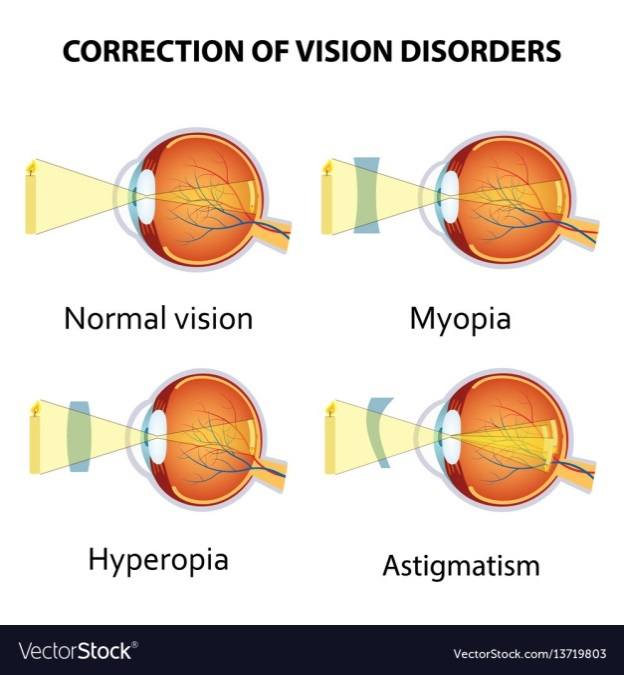 CORRECTION OF VISION DISORDERS
Normal vision
Myopia
Hyperopia
Astigmatism
VectorStock®
VectorStock.com/13719803